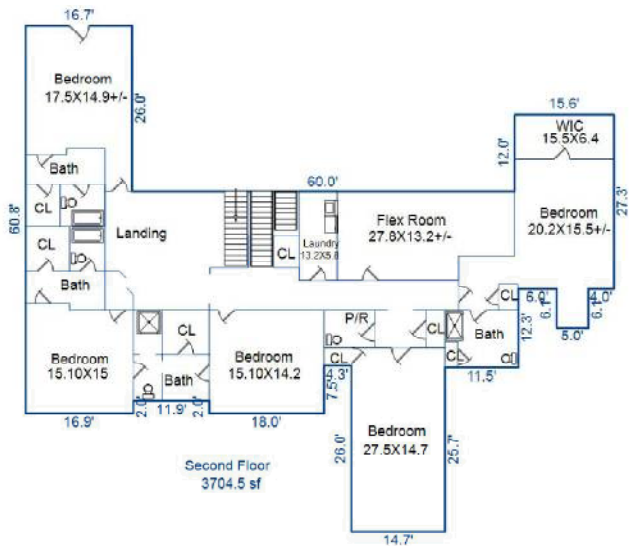 16.7'
Bedroom
17.5X14.9+/-
26.0'
15.6'
WIC
15.5X6.4
12.0'
27.3'
60.0'
Bath
60.8'
CL
Landing
CL
Laundry
13.2X5.8
Flex Room
27.8X13.2+/-
Bedroom
20.2X15.5+/-
CL
Bath
CL
6.0'
4.0'
6.1'
6.1'
5.0'
P/R
CL
Bath
12.3'
CL
CL
Bedroom
15.10X15
Bath
Bedroom
15.10X14.2
CL
4.3'
7.5'
11.5'
2.0'
11.9'
2.0'
16.9'
18.0'
Bedroom
27.5X14.7
26.0'
25.7'
Second Floor
3704.5 sf
14.7'